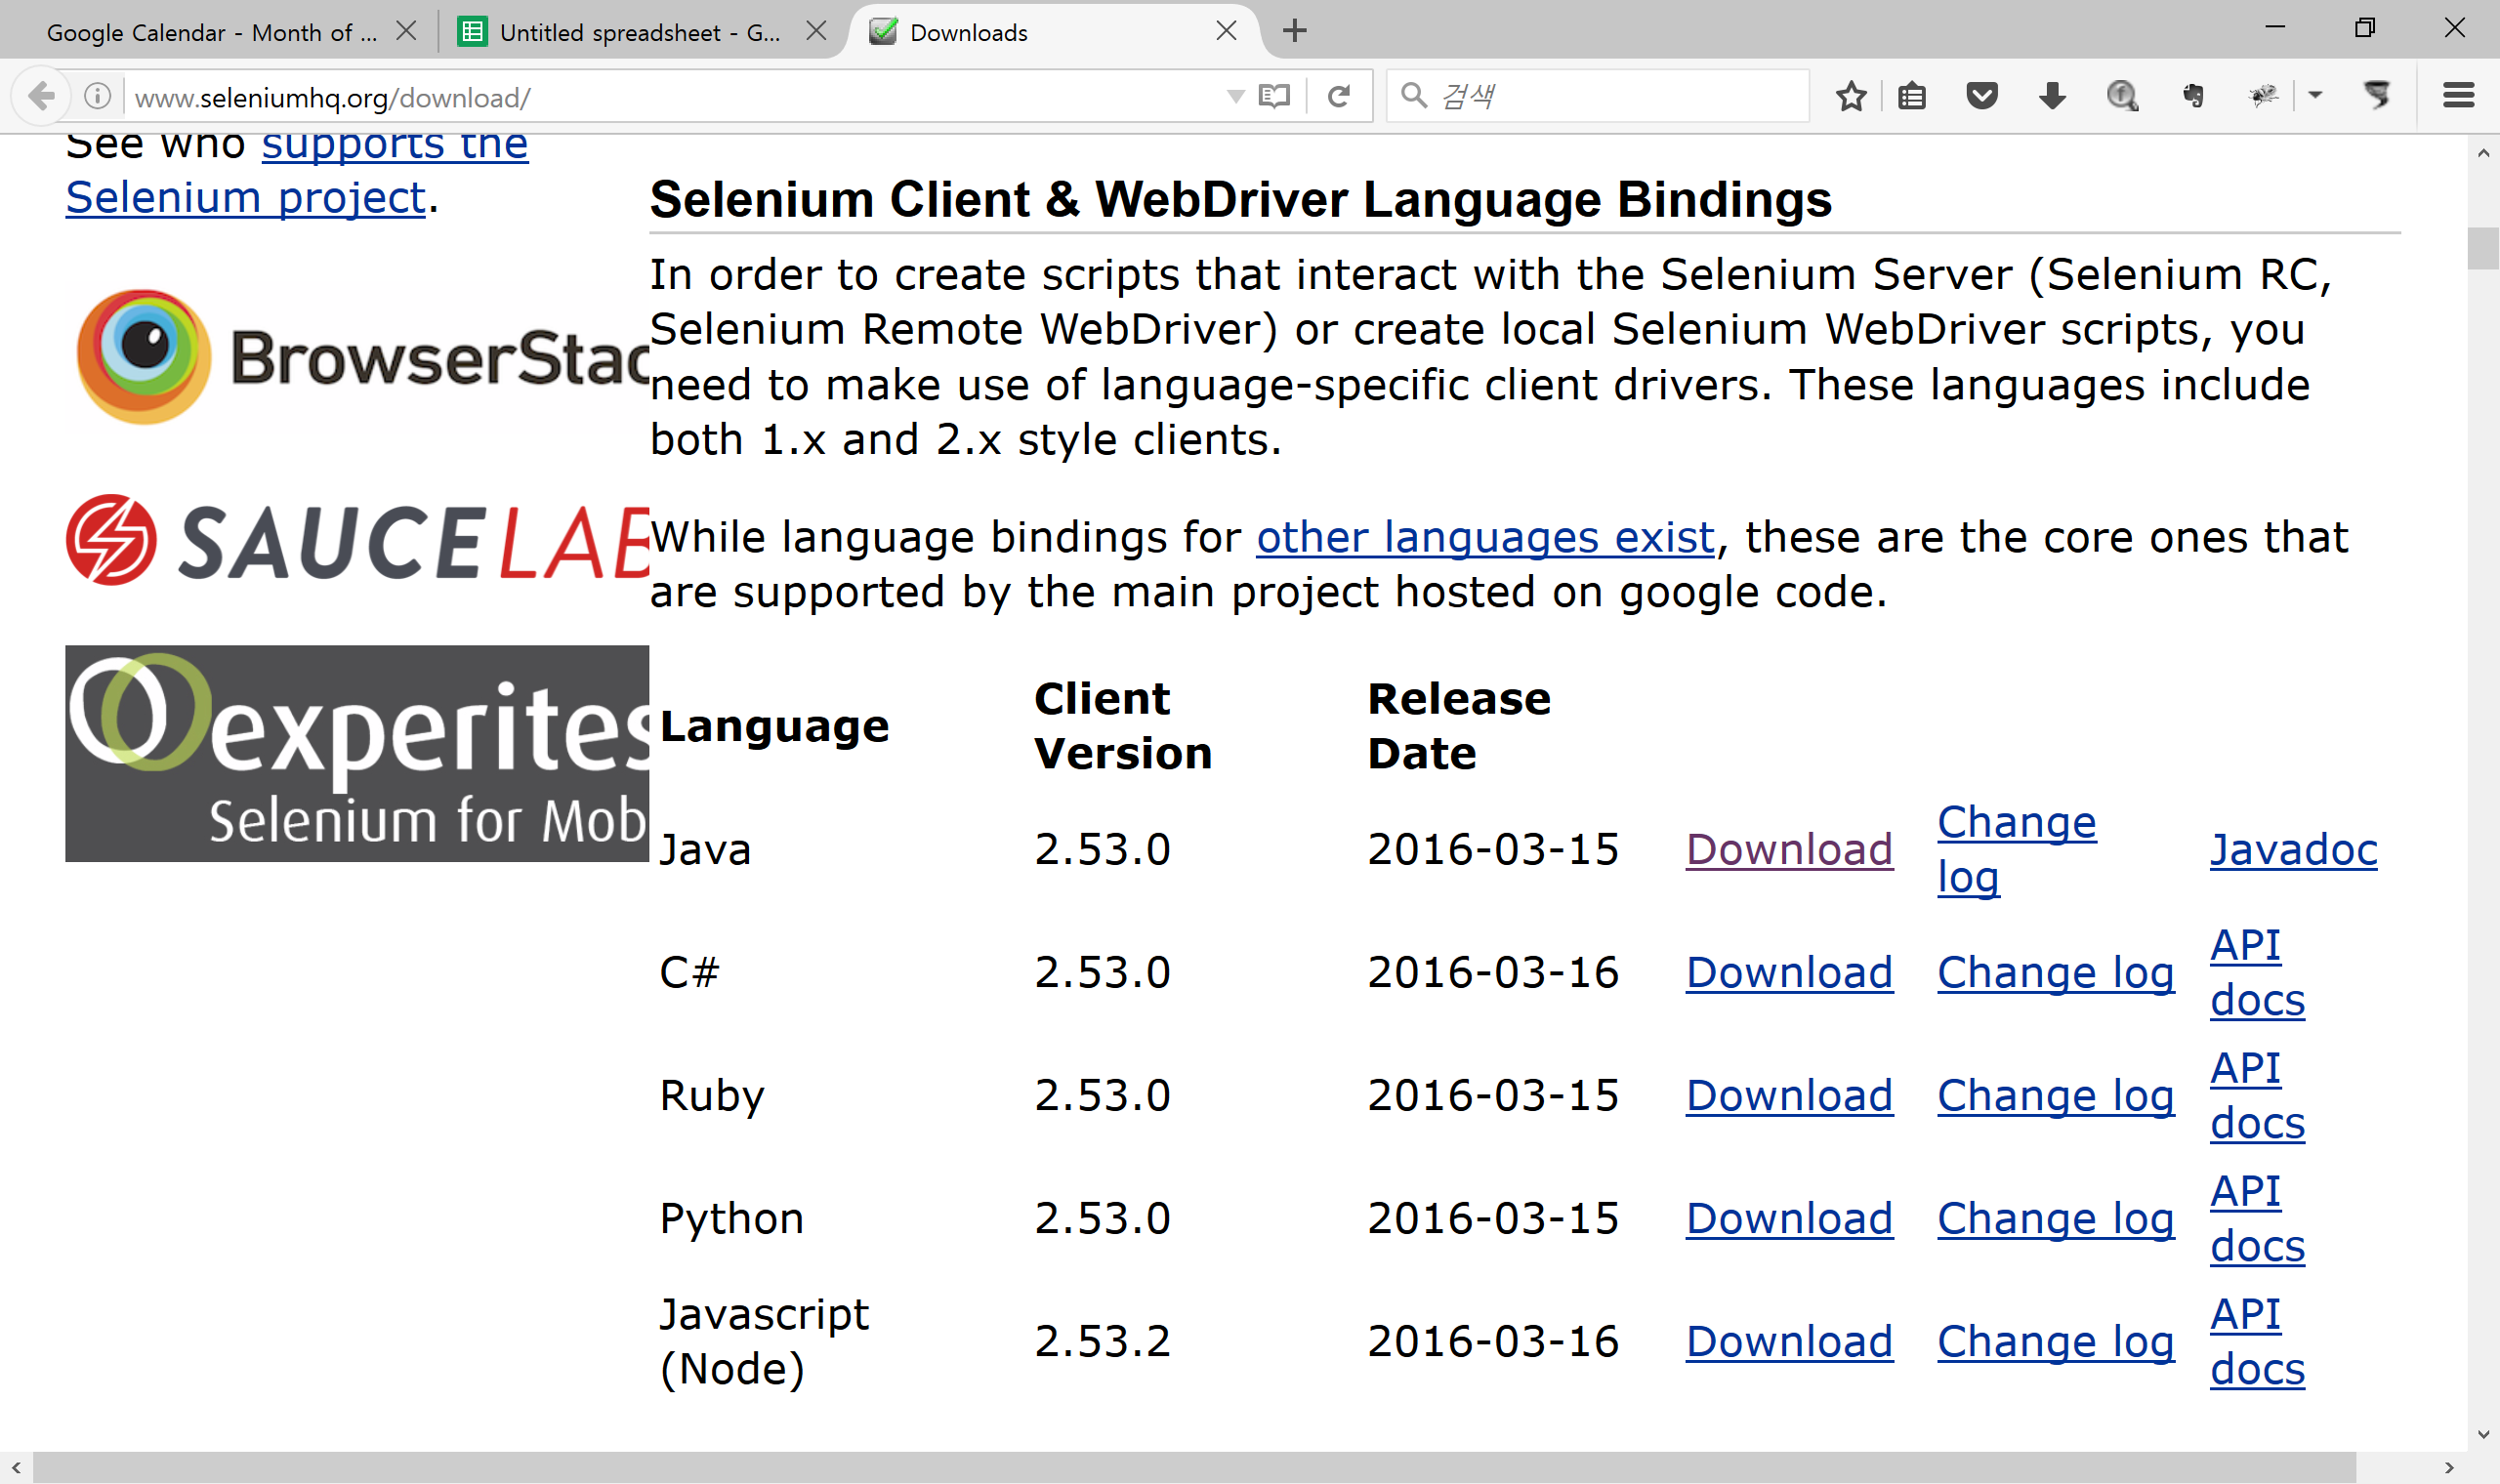 Google Calendar - Month of ...
Untitled spreadsheet - G...
Downloads
www.seleniumhq.org/download/
검색
See who supports the
Selenium project.
BrowserStac
SAUCELAB
experites
Selenium for Mob
Selenium Client & WebDriver Language Bindings
In order to create scripts that interact with the Selenium Server (Selenium RC,
Selenium Remote WebDriver) or create local Selenium WebDriver scripts, you
need to make use of language-specific client drivers. These languages include
both 1.x and 2.x style clients.
While language bindings for other languages exist, these are the core ones that
are supported by the main project hosted on google code.
Language Client Version Release Date
Java 2.53.0 2016-03-15 Download Change log Javadoc
C# 2.53.0 2016-03-16 Download Change log API docs
Ruby 2.53.0 2016-03-15 Download Change log API docs
Python 2.53.0 2016-03-15 Download Change log API docs
Javascript (Node) 2.53.2 2016-03-16 Download Change log API docs